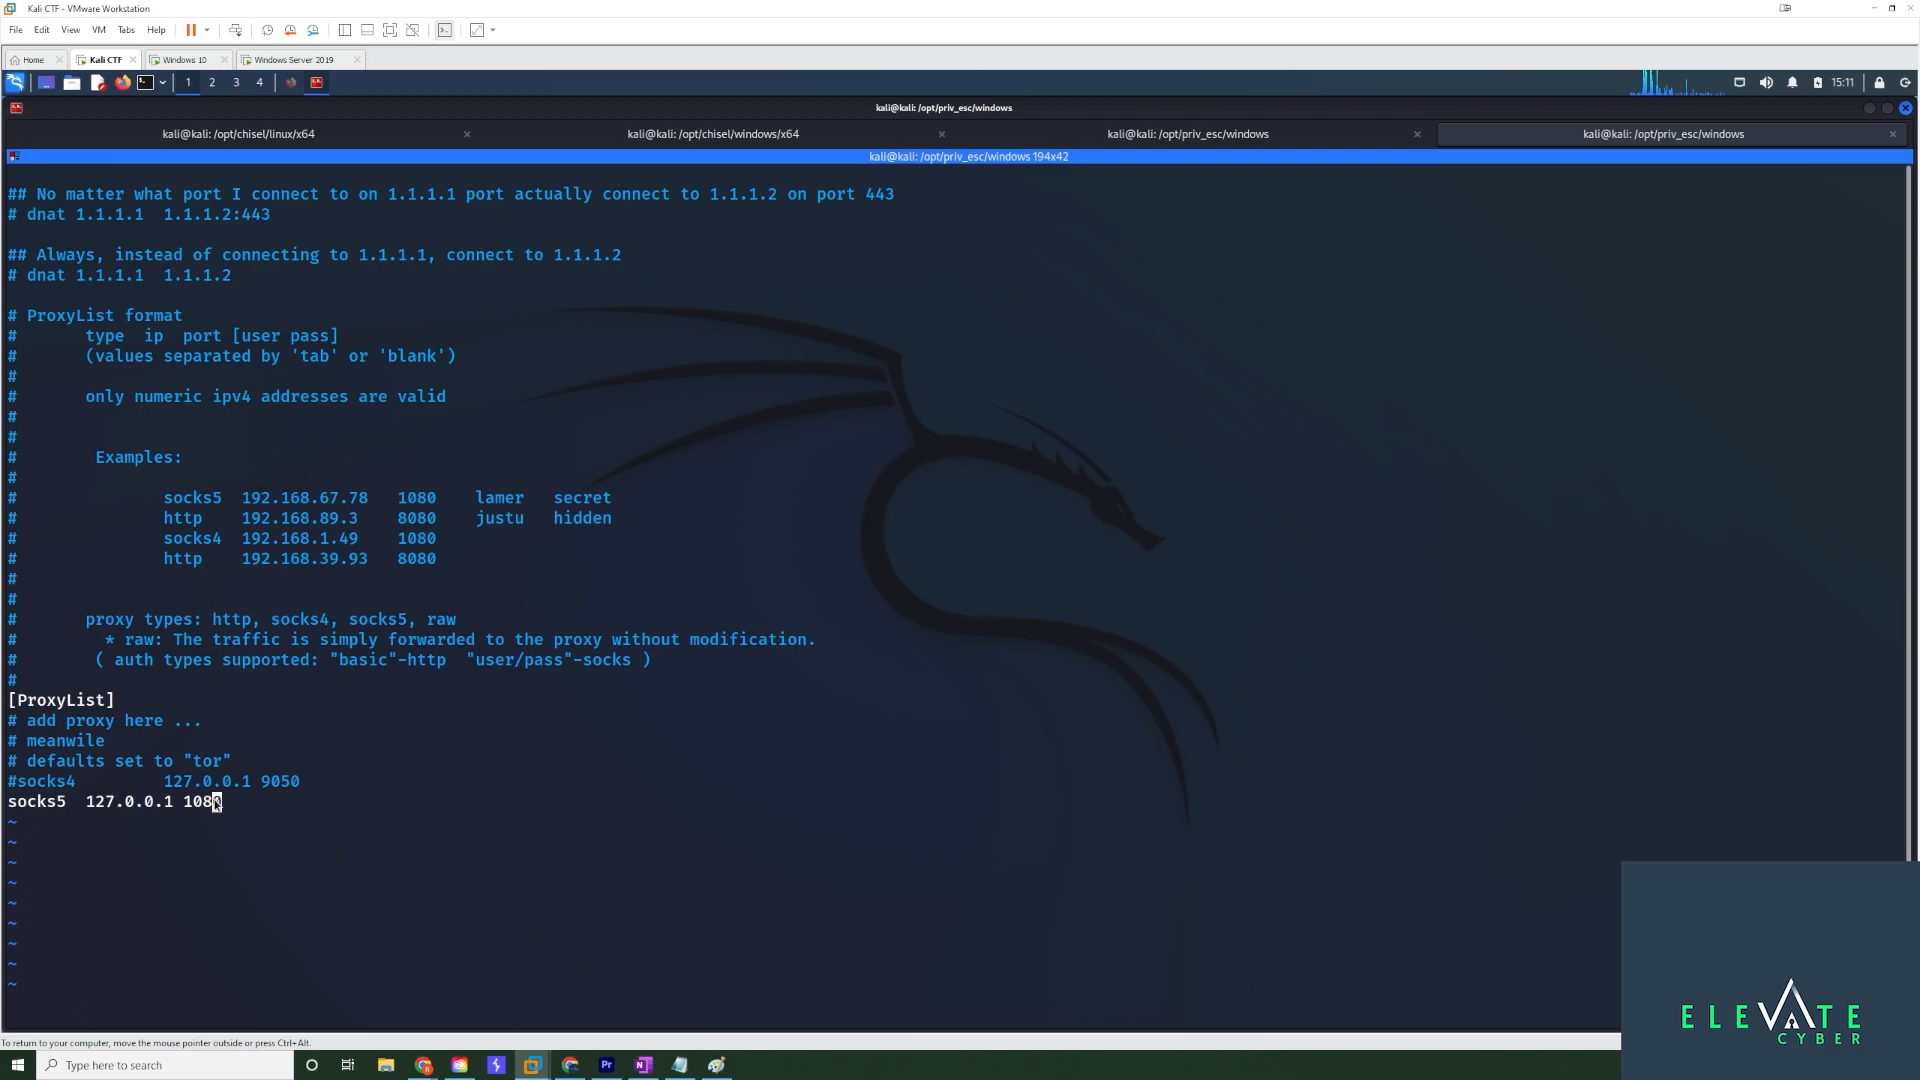 Kali CTF - VMware Workstation
File Edit View VM Tabs Help
Home
Kali CTF
Windows 10
Windows Server 2019
1 2 3 4
15:11
kali@kali: /opt/priv_esc/windows
kali@kali: /opt/chisel/linux/x64
kali@kali: /opt/chisel/windows/x64
kali@kali: /opt/priv_esc/windows
kali@kali: /opt/priv_esc/windows
kali@kali: /opt/priv_esc/windows 194x42
## No matter what port I connect to on 1.1.1.1 port actually connect to 1.1.1.2 on port 443
# dnat 1.1.1.1  1.1.1.2:443
## Always, instead of connecting to 1.1.1.1, connect to 1.1.1.2
# dnat 1.1.1.1  1.1.1.2
# ProxyList format
#       type  ip  port [user pass]
#       (values separated by 'tab' or 'blank')
#
#       only numeric ipv4 addresses are valid
#
#
#        Examples:
#
#               socks5  192.168.67.78   1080    lamer   secret
#               http    192.168.89.3    8080    justu   hidden
#               socks4  192.168.1.49    1080
#               http    192.168.39.93   8080
#
#
#       proxy types: http, socks4, socks5, raw
#         * raw: The traffic is simply forwarded to the proxy without modification.
#        ( auth types supported: "basic"-http  "user/pass"-socks )
#
[ProxyList]
# add proxy here ...
# meanwile
# defaults set to "tor"
#socks4         127.0.0.1 9050
socks5  127.0.0.1 1080
~
~
~
~
~
~
~
~
~
To return to your computer, move the mouse pointer outside or press Ctrl+Alt.
Type here to search
ELEVATE
CYBER